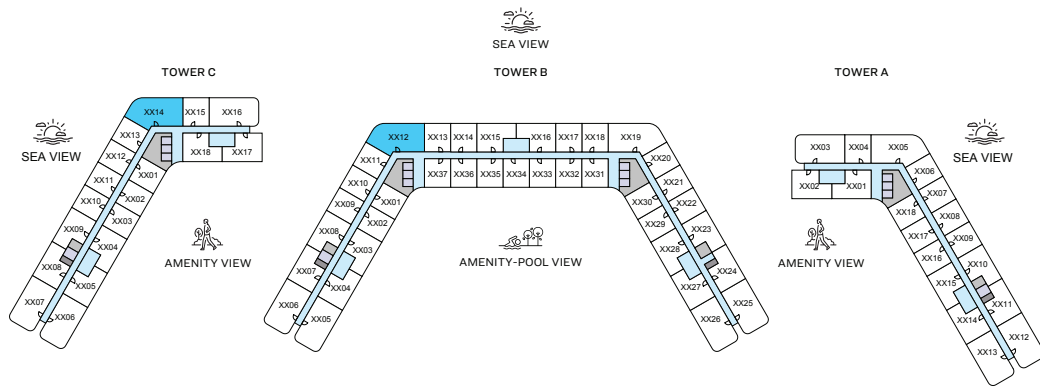 SEA VIEW
TOWER C
TOWER B
TOWER A
XX14
XX15
XX16
XX13
XX12
XX11
XX10
XX09
XX08
XX07
XX06
XX05
XX04
XX03
XX02
XX01
XX18
XX17
SEA VIEW
AMENITY VIEW
XX12
XX13
XX14
XX15
XX16
XX17
XX18
XX19
XX11
XX10
XX09
XX08
XX07
XX06
XX05
XX04
XX03
XX01
XX37
XX36
XX35
XX34
XX33
XX32
XX31
XX20
XX21
XX22
XX23
XX24
XX25
XX26
XX27
XX28
XX29
XX30
AMENITY-POOL VIEW
XX03
XX04
XX05
XX02
XX01
XX06
XX07
XX08
XX09
XX10
XX11
XX12
XX13
XX14
XX15
XX16
XX17
XX18
SEA VIEW
AMENITY VIEW